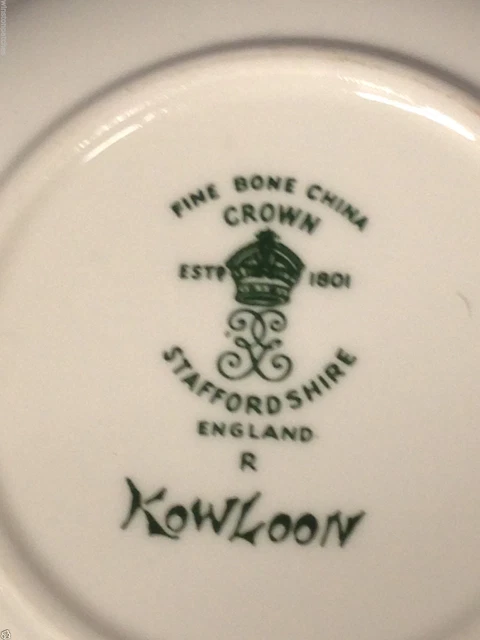 FINE BONE CHINA
CROWN
ESTD 1801
STAFFORDSHIRE
ENGLAND
R
KOWLOON